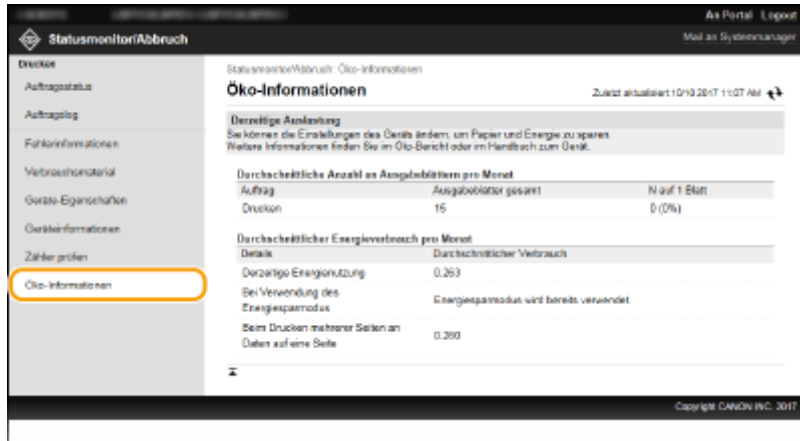 An Portal Logout
Statusmonitor/Abbruch
Mail an Systemmanager
Drucken
Auftragsstatus
Auftragslog
Fehlerinformationen
Verbrauchsmaterial
Geräte-Eigenschaften
Geräteinformationen
Zähler prüfen
Öko-Informationen
Statusmonitor/Abbruch: Öko-Informationen
Öko-Informationen
Zuletzt aktualisiert: 10/10 2017 11:07 AM
Derzeitige Auslastung
Sie können die Einstellungen des Geräts ändern, um Papier und Energie zu sparen.
Weitere Informationen finden Sie im Öko-Bericht oder im Handbuch zum Gerät.
Durchschnittliche Anzahl an Ausgabeblättern pro Monat
Auftrag Ausgabeblätter gesamt N auf 1 Blatt
Drucken 15 0 (0%)
Durchschnittlicher Energieverbrauch pro Monat
Details Durchschnittlicher Verbrauch
Derzeitige Energienutzung 0.263
Bei Verwendung des
Energiesparmodus Energiesparmodus wird bereits verwendet.
Beim Drucken mehrerer Seiten an
Daten auf eine Seite 0.260
Copyright CANON INC. 2017